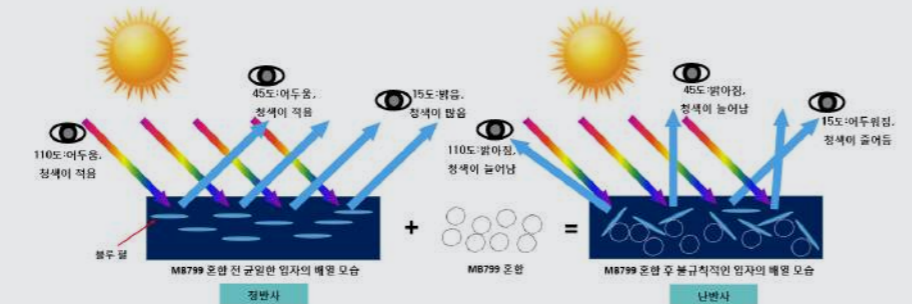 45도:어두움,
청색이 적음
15도:밝음,
청색이 많음
110도:어두움,
청색이 적음
블루 펄
MB799 혼합 전 균일한 입자의 배열 모습
정반사
+
MB799 혼합
=
45도:밝아짐,
청색이 늘어남
15도:어두워짐,
청색이 줄어듬
110도:밝아짐,
청색이 늘어남
MB799 혼합 후 불규칙적인 입자의 배열 모습
난반사